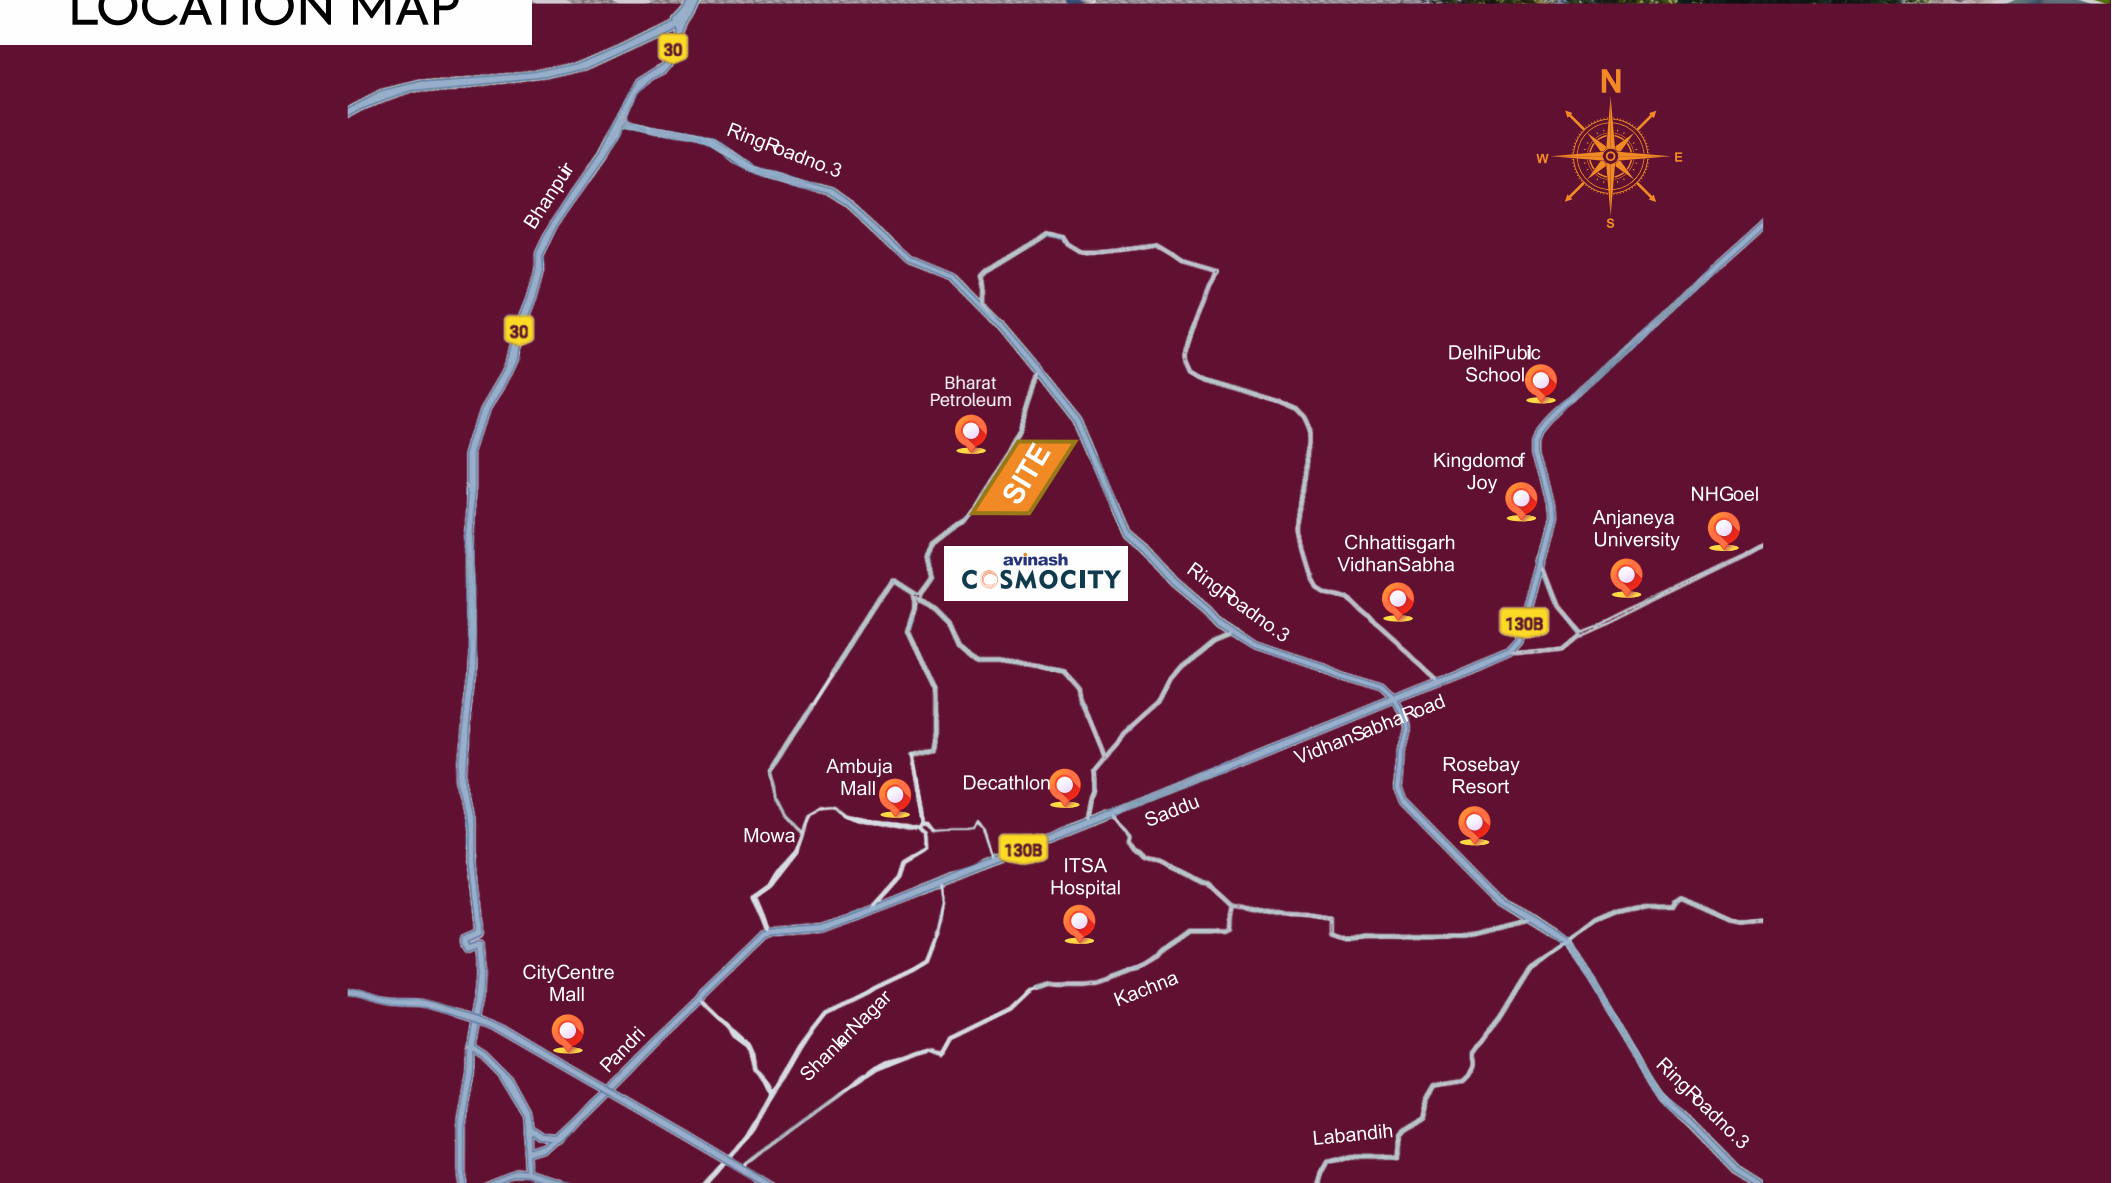 LOCATION MAP
30
N
W E
S
RingRoadno.3
Bhanpuir
30
DelhiPublic
School
Bharat
Petroleum
SITE
Kingdomof
Joy
NHGoel
Anjaneya
University
Chhattisgarh
VidhanSabha
avinash
COSMOCITY
RingRoadno.3
130B
VidhanSabhaRoad
Ambuja
Mall
Decathlon
Rosebay
Resort
Saddu
Mowa
130B
ITSA
Hospital
CityCentre
Mall
Kachna
ShankarNagar
Pandri
RingRoadno.3
Labandih